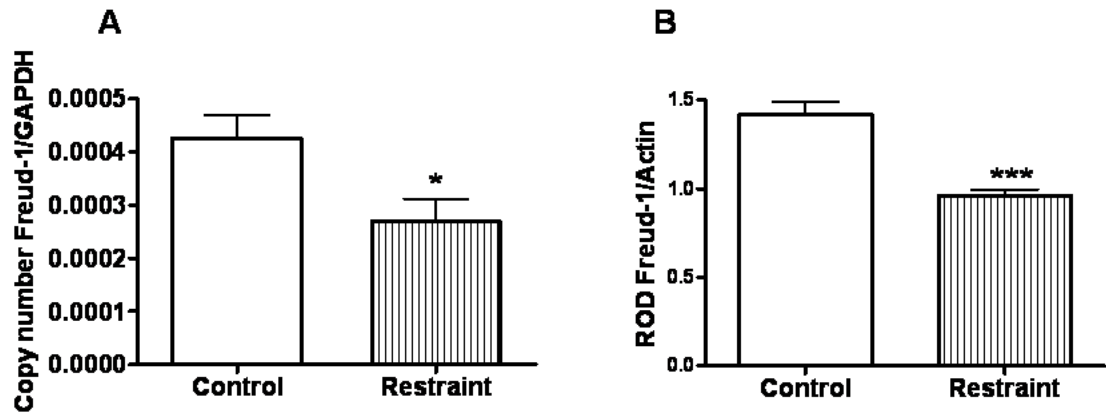 A
Copy number Freud-1/GAPDH
0.0005
0.0004
0.0003
0.0002
0.0001
0.0000
*
Control
Restraint
B
ROD Freud-1/Actin
1.5
1.0
0.5
0.0
***
Control
Restraint